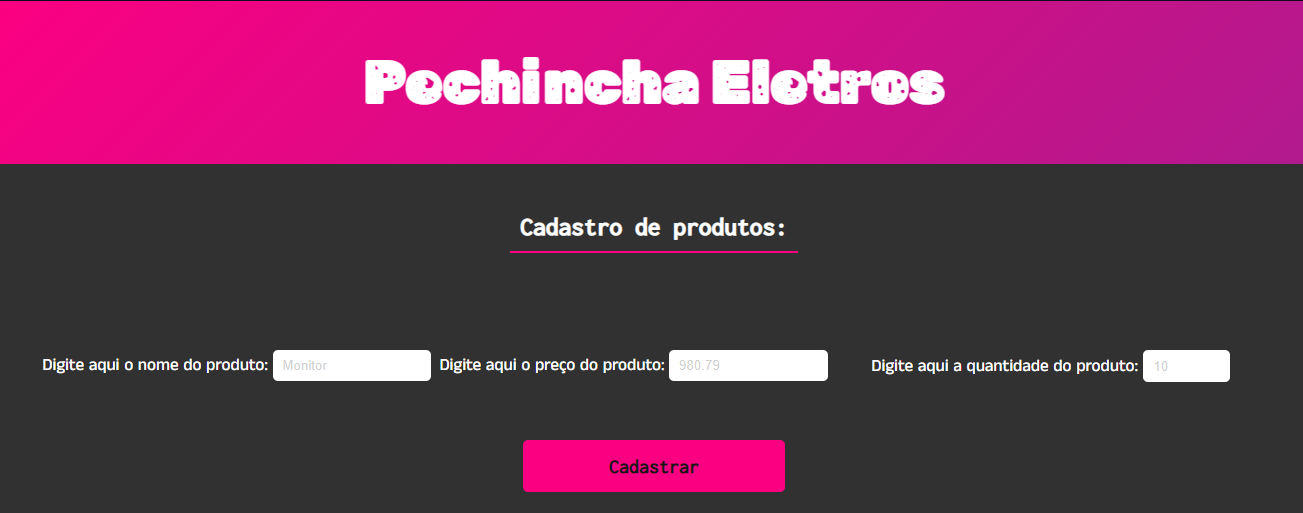 Pechincha Eletros
Cadastro de produtos:
Digite aqui o nome do produto: Monitor Digite aqui o preço do produto: 980.79 Digite aqui a quantidade do produto: 10
Cadastrar